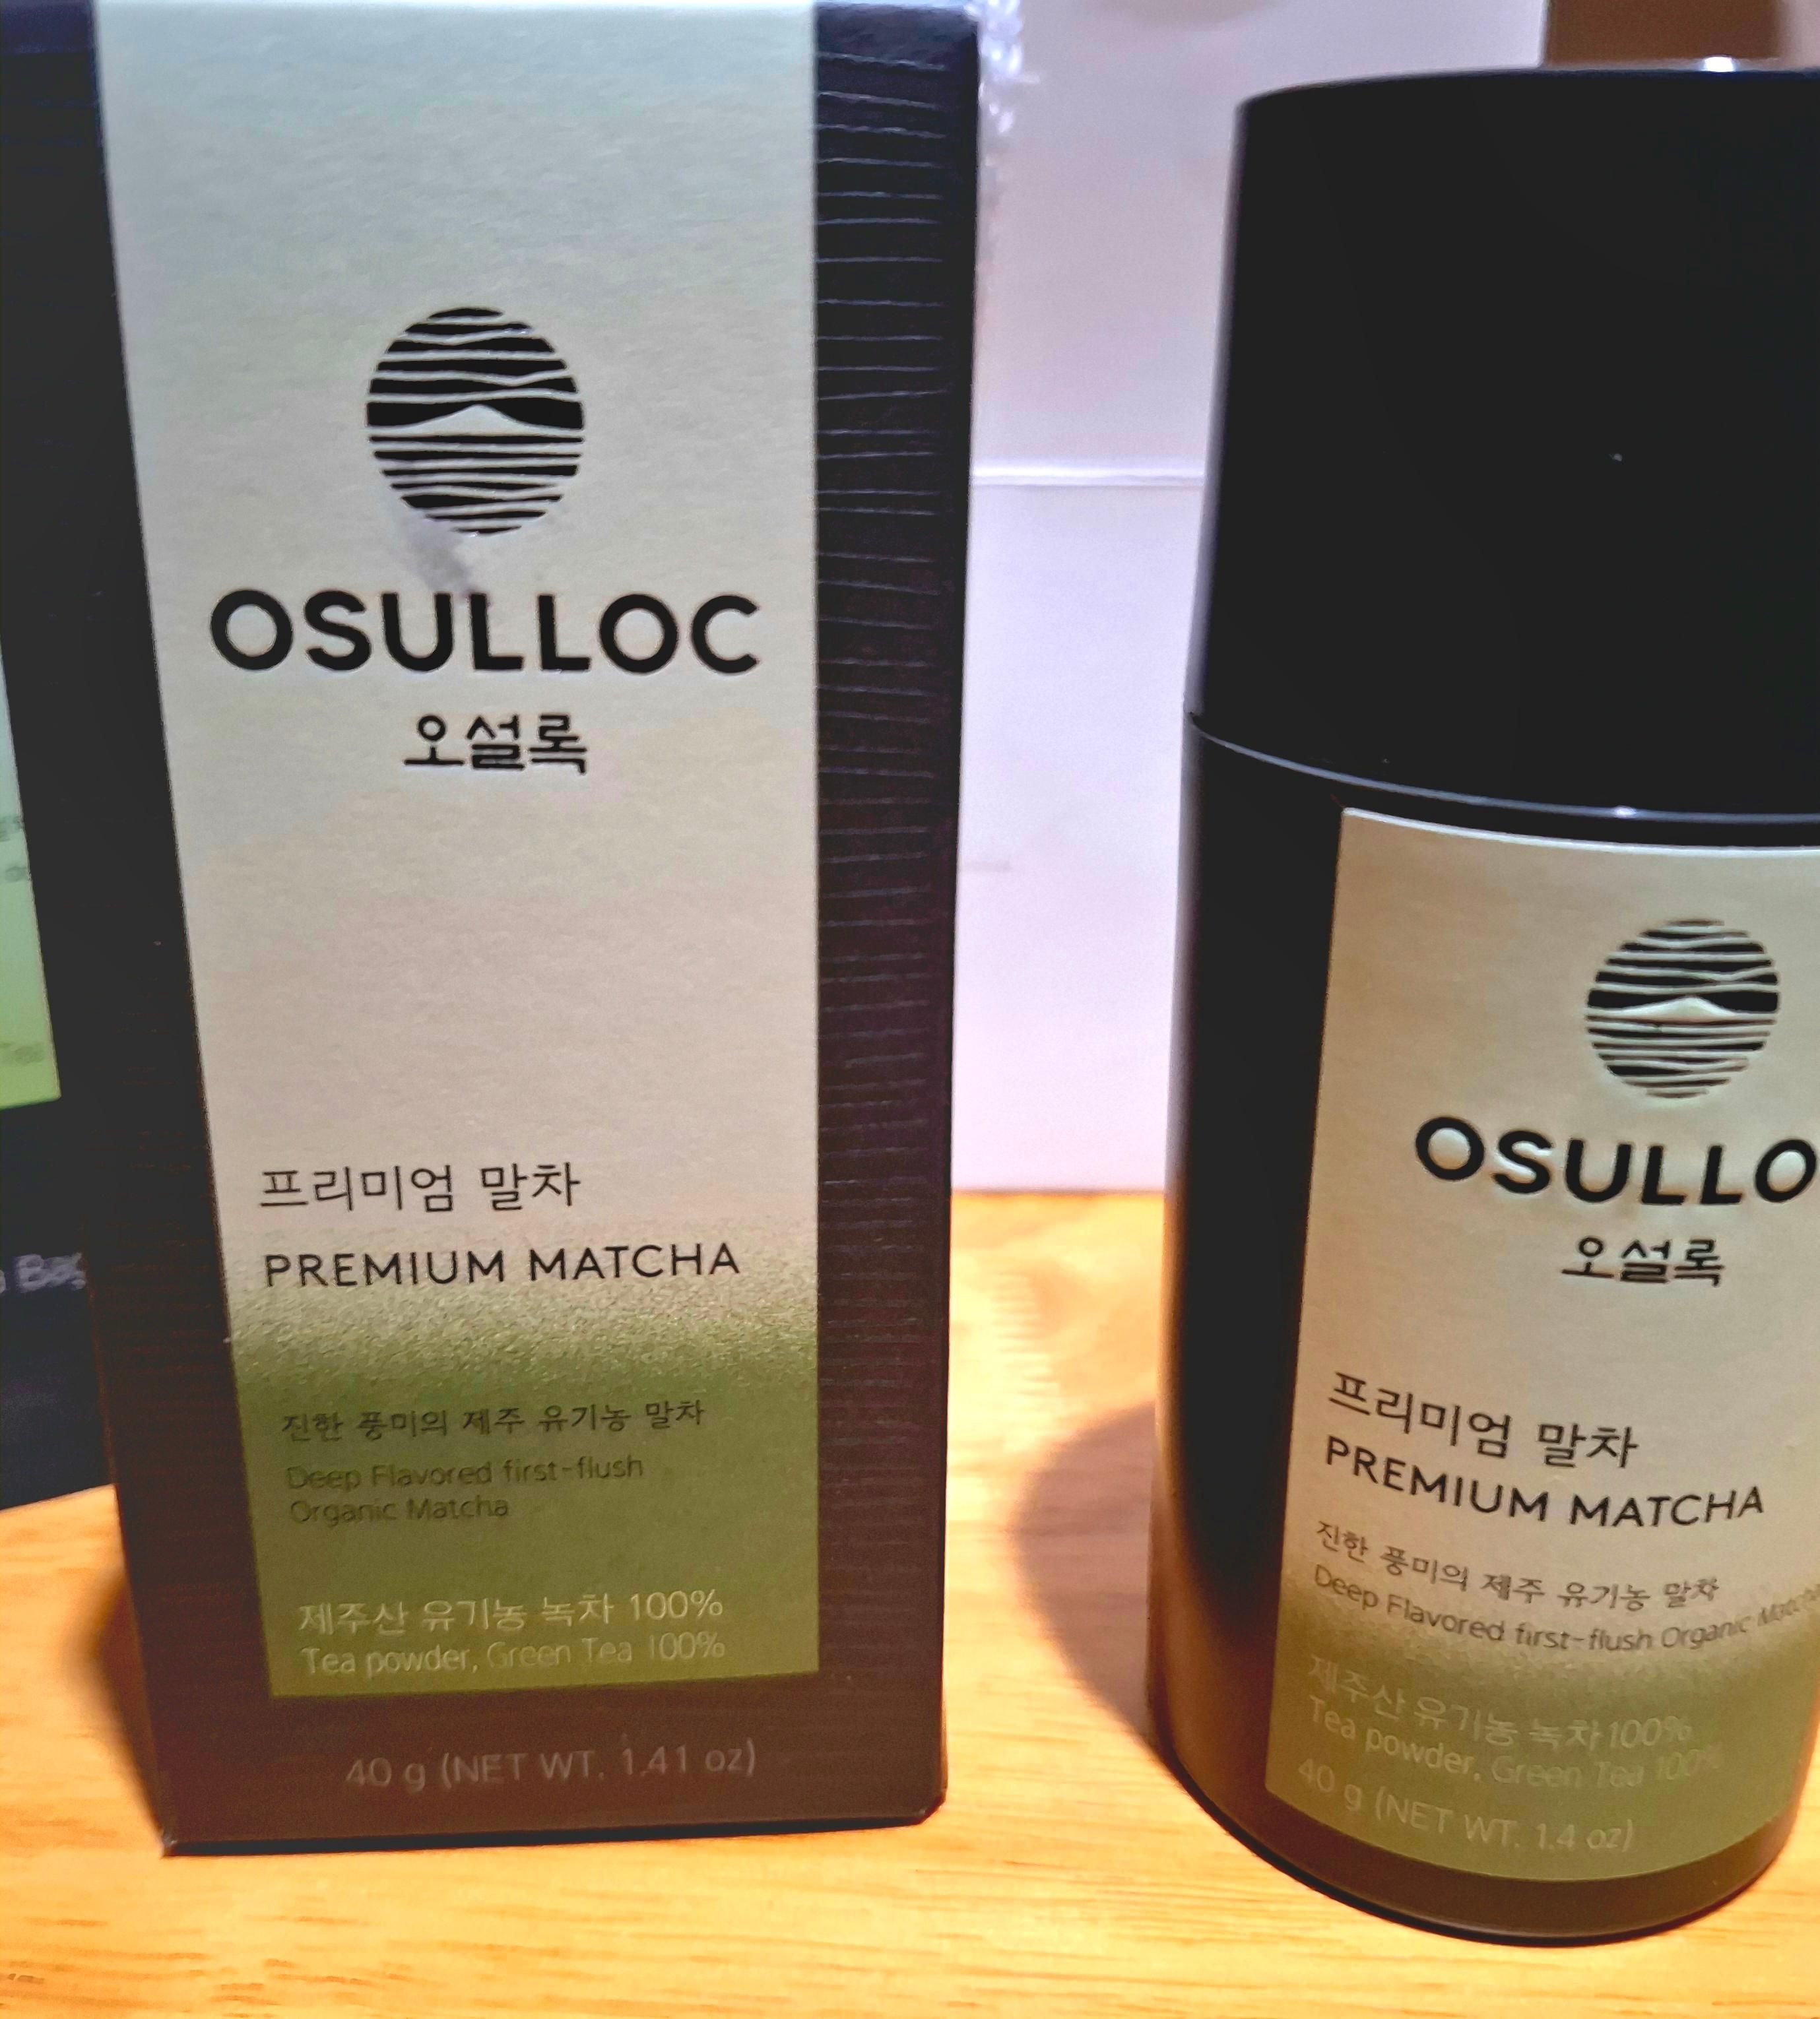 OSULLOC
오설록
프리미엄 말차
PREMIUM MATCHA
진한 풍미의 제주 유기농 말차
Deep Flavored first-flush
Organic Matcha
제주산 유기농 녹차 100%
Tea powder, Green Tea 100%
40 g (NET WT. 1.41 oz)
OSULLO
오설록
프리미엄 말차
PREMIUM MATCHA
진한 풍미의 제주 유기농 말차
Deep Flavored first-flush Organic Matcha
제주산 유기농 녹차 100%
Tea powder, Green Tea 100%
40 g (NET WT. 1.4 oz)